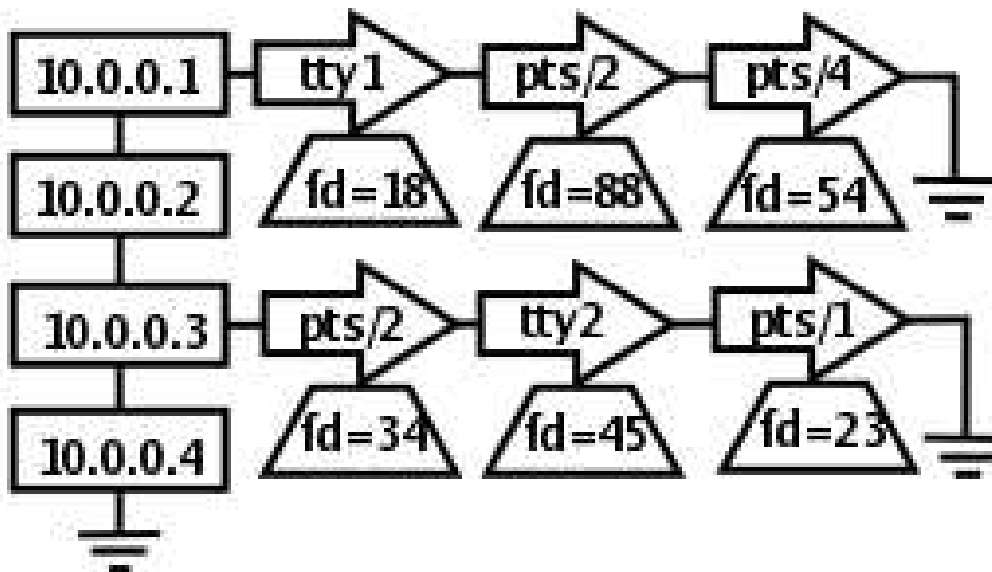 10.0.0.1 tty1 pts/2 pts/4
fd=18 fd=88 fd=54
10.0.0.2
10.0.0.3 pts/2 tty2 pts/1
fd=34 fd=45 fd=23
10.0.0.4